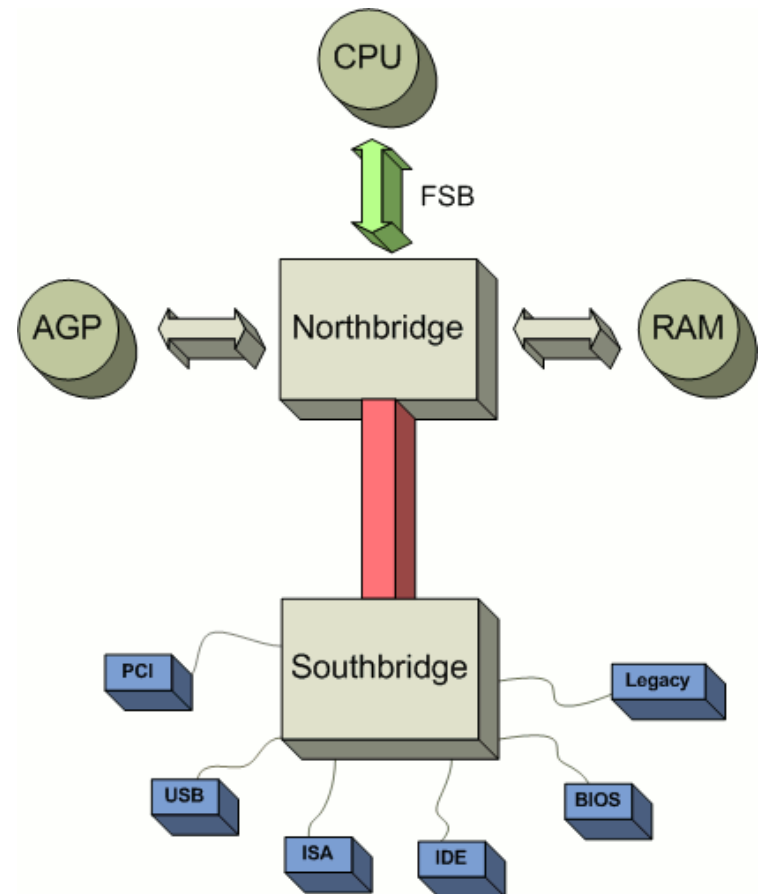 CPU
FSB
AGP
Northbridge
RAM
Southbridge
PCI
Legacy
USB
BIOS
ISA
IDE